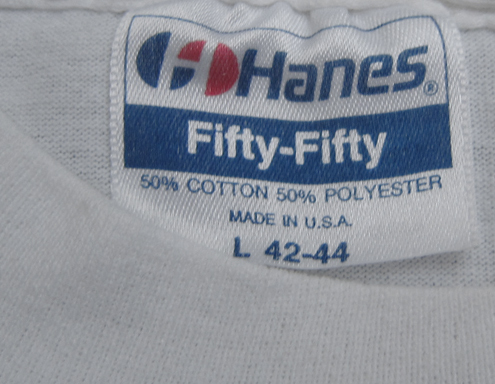 Hanes®
Fifty-Fifty
50% COTTON 50% POLYESTER
MADE IN U.S.A.
L 42-44